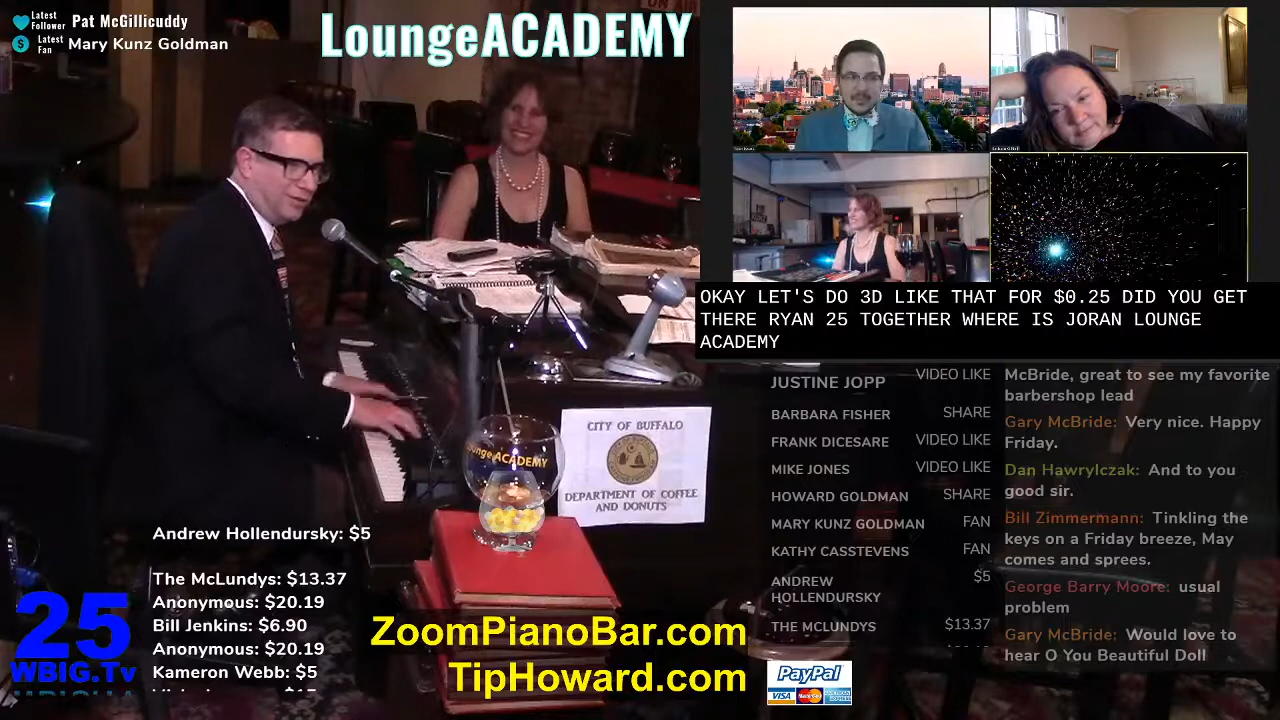 Latest
Follower
Pat McGillicuddy
Latest
Fan
Mary Kunz Goldman
LoungeACADEMY
OKAY LET'S DO 3D LIKE THAT FOR $0.25 DID YOU GET
THERE RYAN 25 TOGETHER WHERE IS JORAN LOUNGE
ACADEMY
JUSTINE JOPP VIDEO LIKE
BARBARA FISHER SHARE
FRANK DICESARE VIDEO LIKE
MIKE JONES VIDEO LIKE
HOWARD GOLDMAN SHARE
MARY KUNZ GOLDMAN FAN
KATHY CASSTEVENS FAN
ANDREW
HOLLENDURSKY $5
THE MCLUNDYS $13.37
McBride, great to see my favorite
barbershop lead
Gary McBride: Very nice. Happy
Friday.
Dan Hawrylczak: And to you
good sir.
Bill Zimmermann: Tinkling the
keys on a Friday breeze, May
comes and sprees.
George Barry Moore: usual
problem
Gary McBride: Would love to
hear O You Beautiful Doll
LoungeACADEMY
CITY OF BUFFALO
DEPARTMENT OF COFFEE
AND DONUTS
Andrew Hollendursky: $5
The McLundys: $13.37
Anonymous: $20.19
Bill Jenkins: $6.90
Anonymous: $20.19
Kameron Webb: $5
25
WBIG.Tv
ZoomPianoBar.com
TipHoward.com
PayPal
VISA
MasterCard